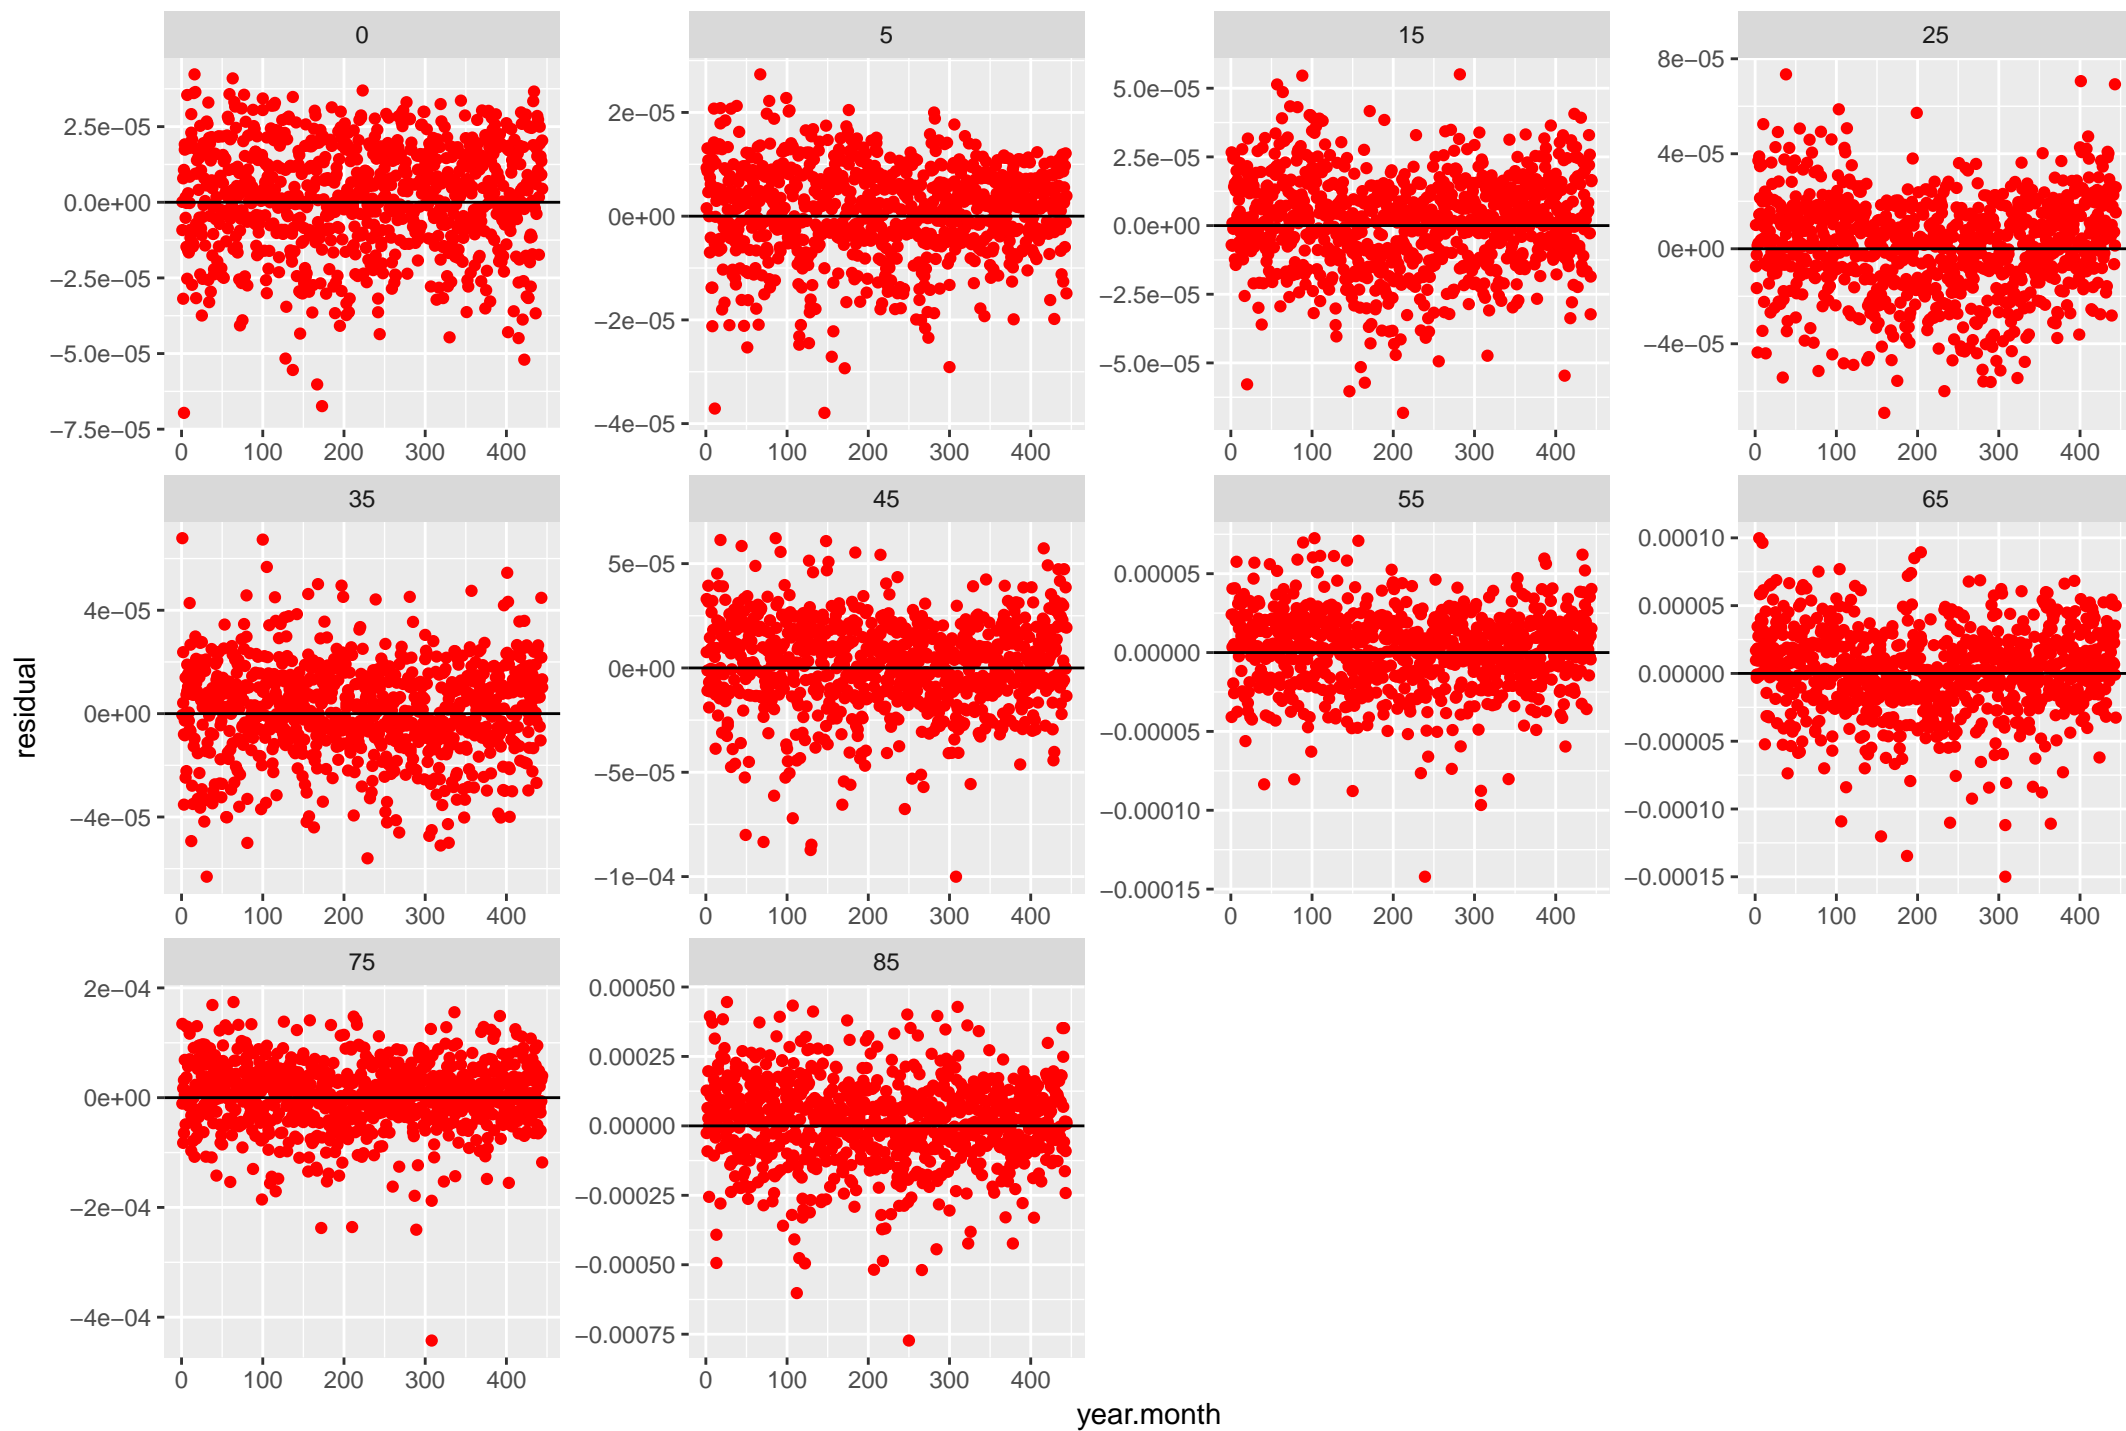 0 5 15 25
2.5e−05
0.0e+00
−2.5e−05
−5.0e−05
−7.5e−05
2e−05
0e+00
−2e−05
−4e−05
5.0e−05
2.5e−05
0.0e+00
−2.5e−05
−5.0e−05
8e−05
4e−05
0e+00
−4e−05
0 100 200 300 400 0 100 200 300 400 0 100 200 300 400 0 100 200 300 400
35 45 55 65
4e−05
0e+00
−4e−05
5e−05
0e+00
−5e−05
−1e−04
0.00005
0.00000
−0.00005
−0.00010
−0.00015
0.00010
0.00005
0.00000
−0.00005
−0.00010
−0.00015
0 100 200 300 400 0 100 200 300 400 0 100 200 300 400 0 100 200 300 400
residual
75 85
2e−04
0e+00
−2e−04
−4e−04
0.00050
0.00025
0.00000
−0.00025
−0.00050
−0.00075
0 100 200 300 400 0 100 200 300 400
year.month